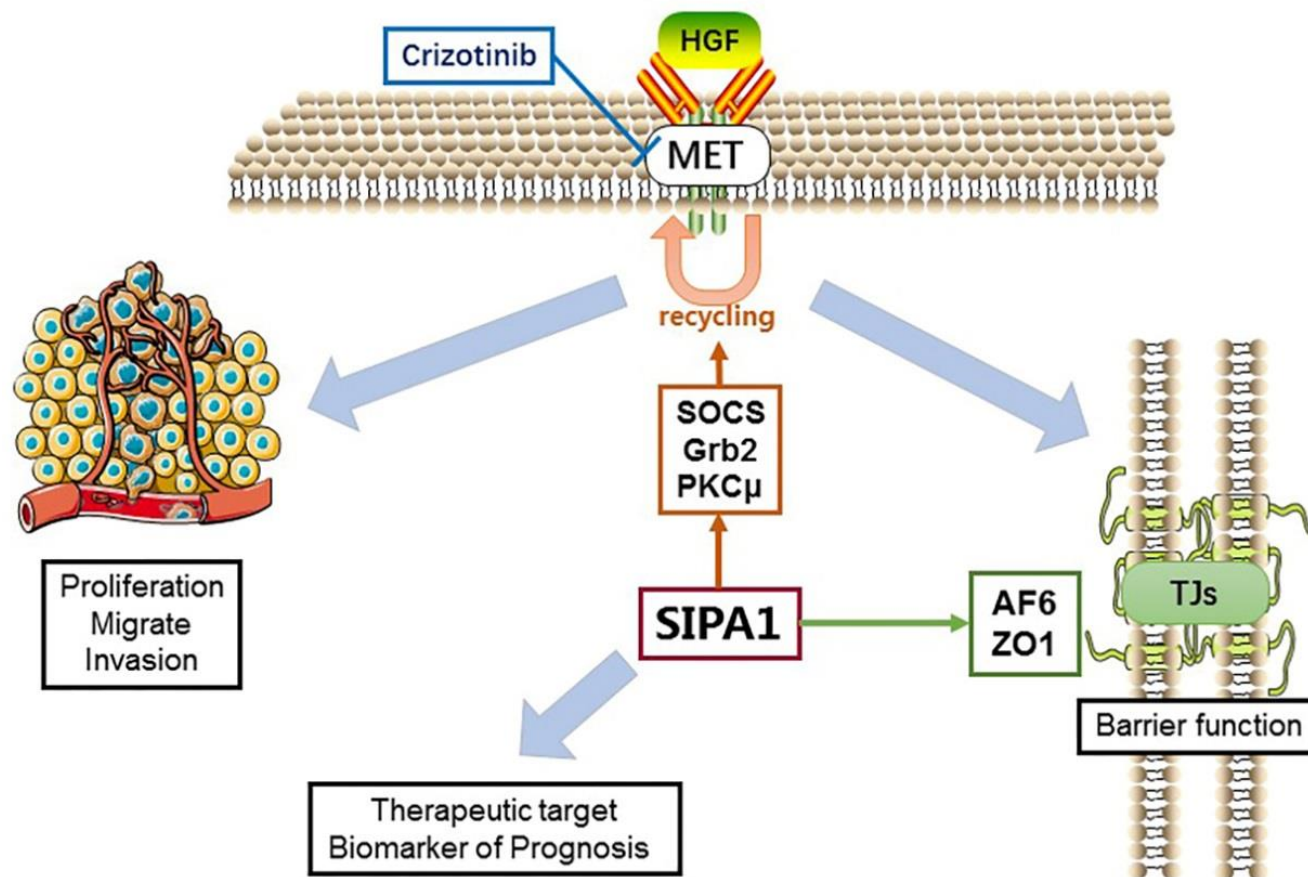 HGF
Crizotinib
MET
recycling
SOCS
Grb2
PKCμ
SIPA1
AF6
ZO1
TJs
Proliferation
Migrate
Invasion
Barrier function
Therapeutic target
Biomarker of Prognosis